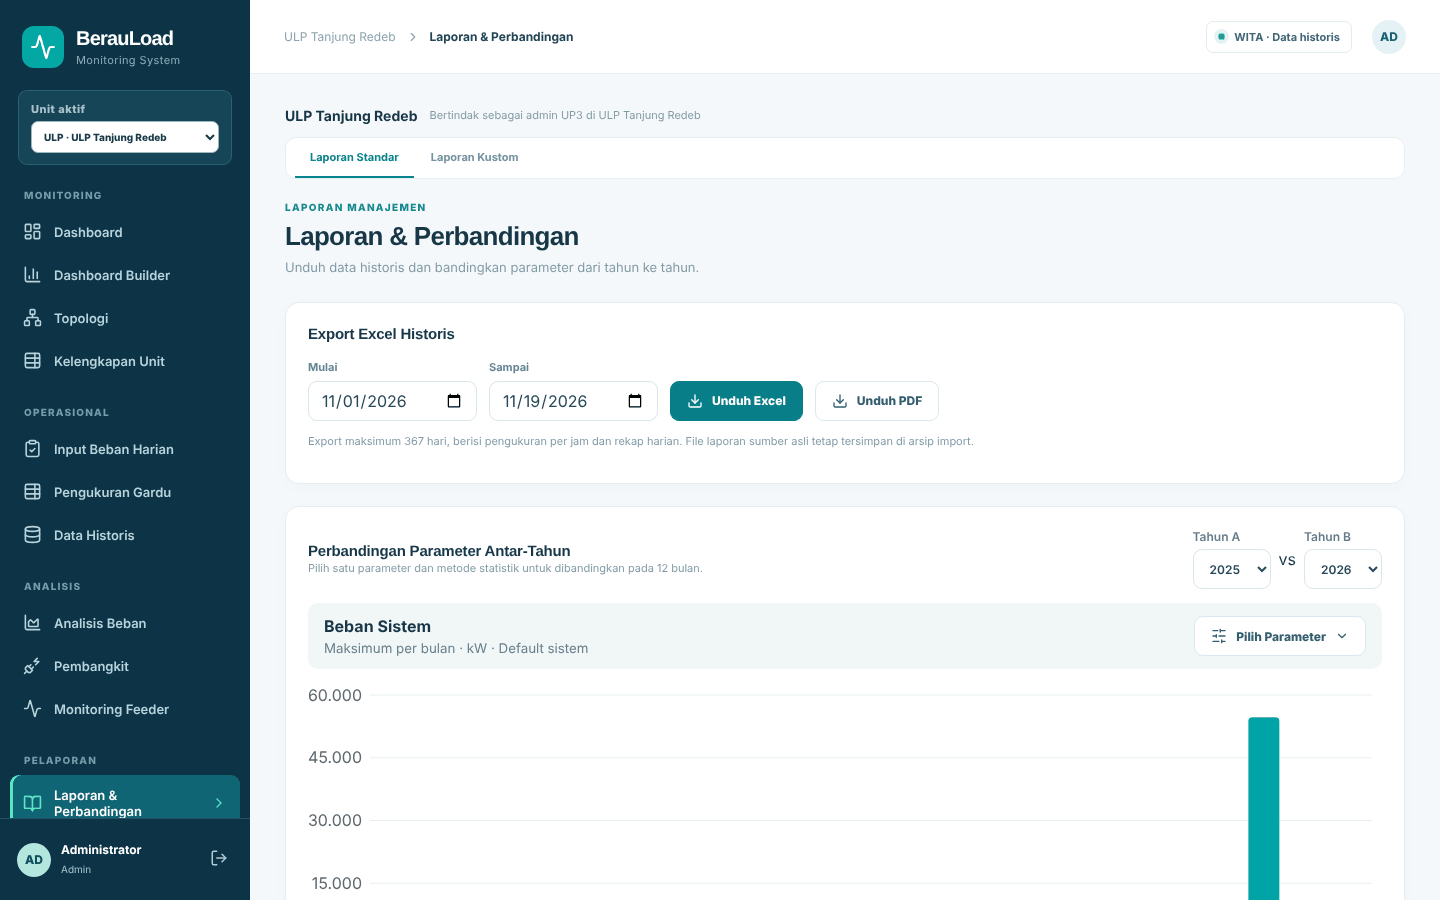 BerauLoad
Monitoring System
Unit aktif
ULP · ULP Tanjung Redeb
MONITORING
Dashboard
Dashboard Builder
Topologi
Kelengkapan Unit
OPERASIONAL
Input Beban Harian
Pengukuran Gardu
Data Historis
ANALISIS
Analisis Beban
Pembangkit
Monitoring Feeder
PELAPORAN
Laporan &
Perbandingan
AD
Administrator
Admin
ULP Tanjung Redeb
Laporan & Perbandingan
WITA · Data historis
AD
ULP Tanjung Redeb Bertindak sebagai admin UP3 di ULP Tanjung Redeb
Laporan Standar Laporan Kustom
LAPORAN MANAJEMEN
Laporan & Perbandingan
Unduh data historis dan bandingkan parameter dari tahun ke tahun.
Export Excel Historis
Mulai Sampai
11/01/2026 11/19/2026 Unduh Excel Unduh PDF
Export maksimum 367 hari, berisi pengukuran per jam dan rekap harian. File laporan sumber asli tetap tersimpan di arsip import.
Perbandingan Parameter Antar-Tahun
Pilih satu parameter dan metode statistik untuk dibandingkan pada 12 bulan.
Tahun A Tahun B
2025 VS 2026
Beban Sistem
Maksimum per bulan · kW · Default sistem
Pilih Parameter
60.000
45.000
30.000
15.000